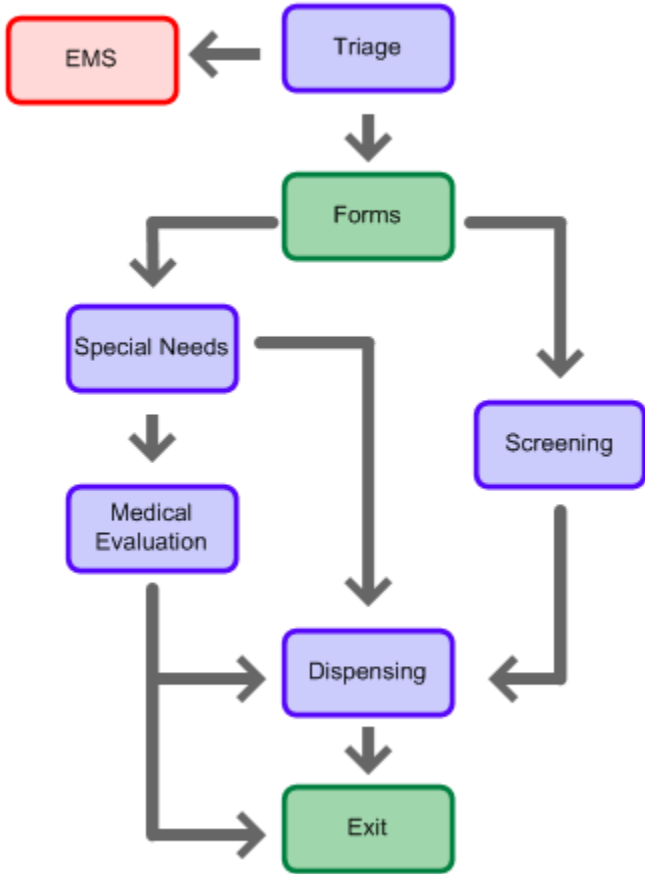 EMS
Triage
Forms
Special Needs
Screening
Medical
Evaluation
Dispensing
Exit